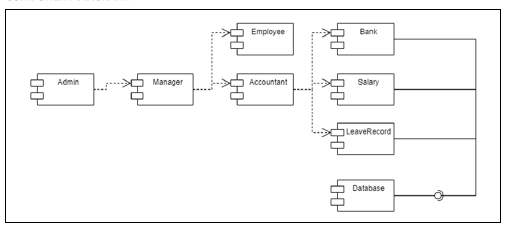 Employee
Bank
Admin
Manager
Accountant
Salary
LeaveRecord
Database